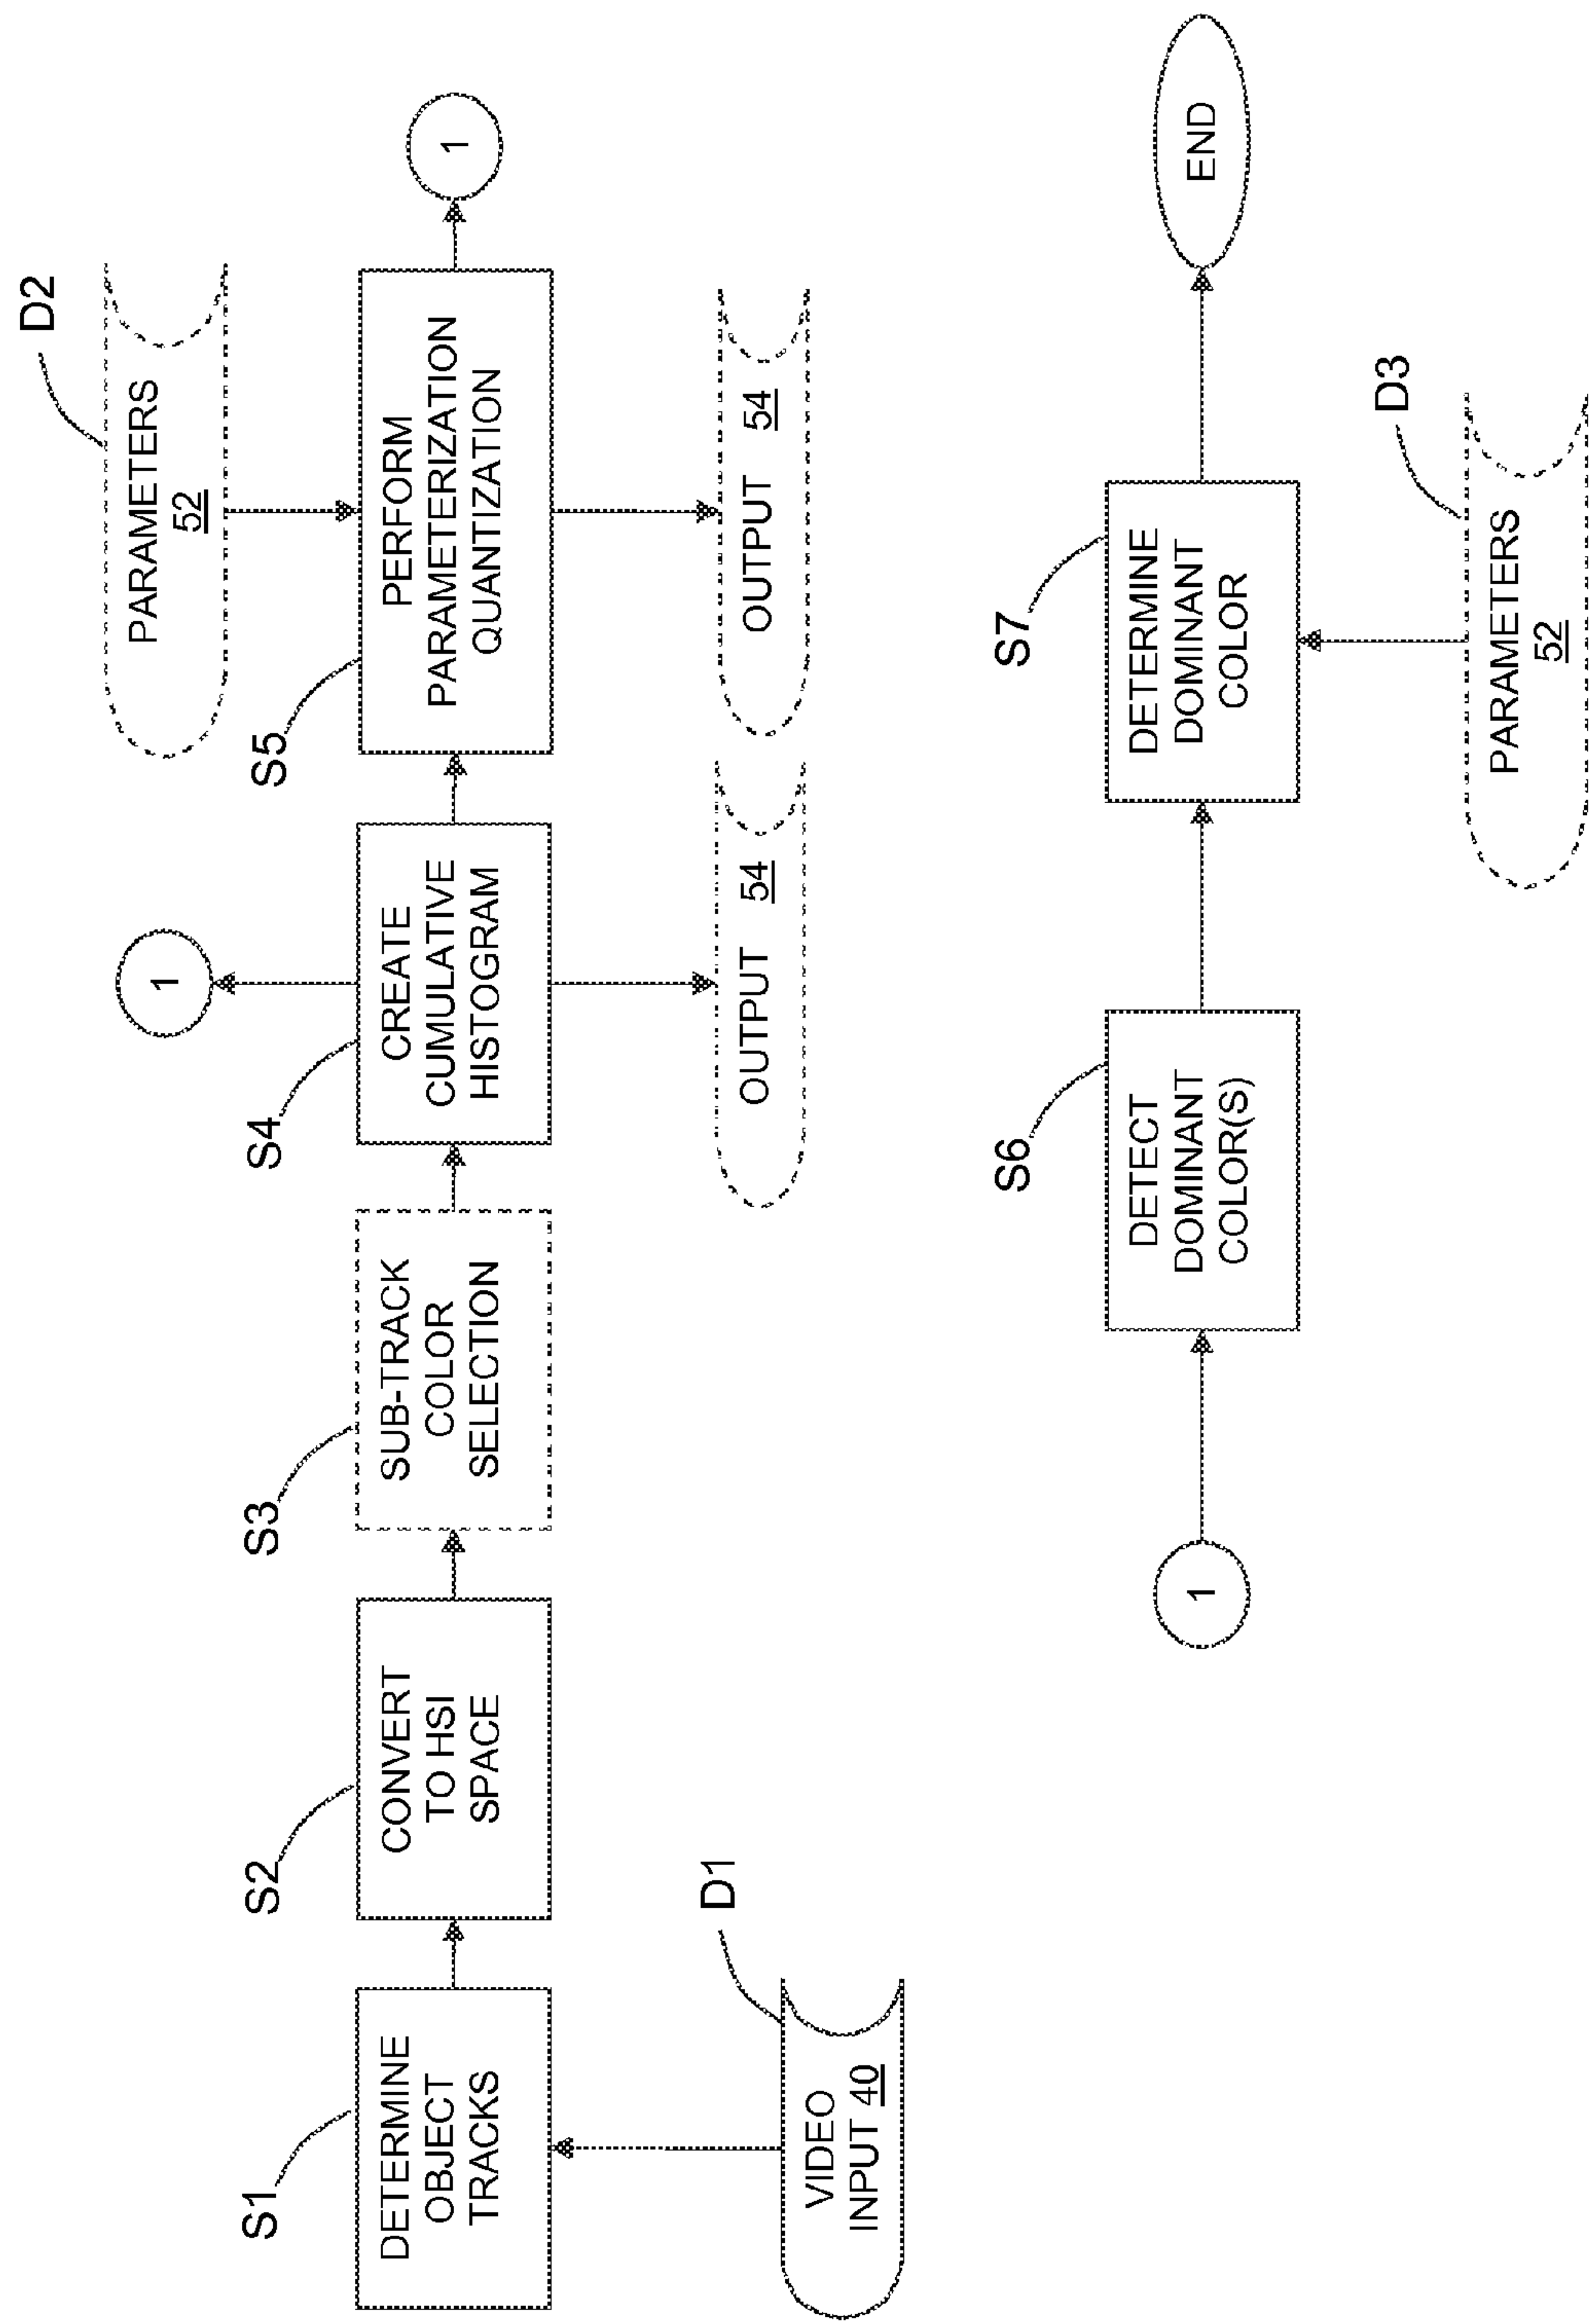 S1
DETERMINE
OBJECT
TRACKS
VIDEO
INPUT 40
D1
S2
CONVERT
TO HSI
SPACE
S3
SUB-TRACK
COLOR
SELECTION
S4
CREATE
CUMULATIVE
HISTOGRAM
1
OUTPUT 54
S5
PERFORM
PARAMETERIZATION
QUANTIZATION
PARAMETERS
52
D2
OUTPUT 54
1
1
S6
DETECT
DOMINANT
COLOR(S)
S7
DETERMINE
DOMINANT
COLOR
PARAMETERS
52
D3
END